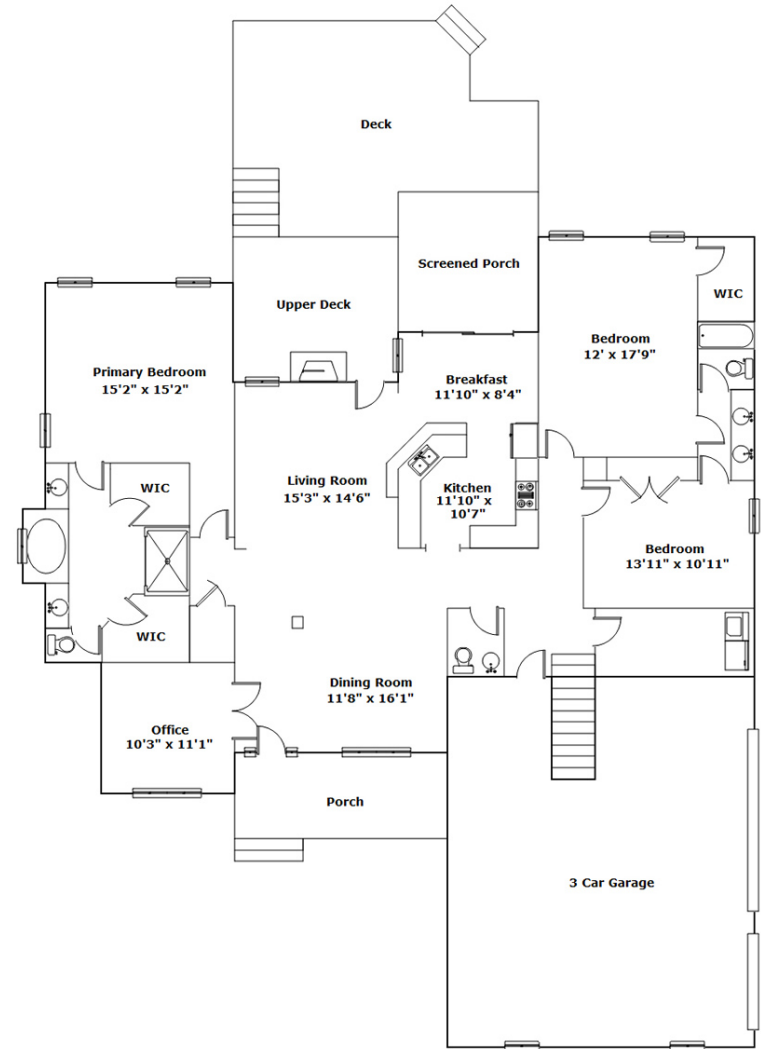 Deck
Screened Porch
Upper Deck
WIC
Bedroom
12' x 17'9"
Primary Bedroom
15'2" x 15'2"
Breakfast
11'10" x 8'4"
Living Room
15'3" x 14'6"
WIC
Kitchen
11'10" x
10'7"
Bedroom
13'11" x 10'11"
WIC
Dining Room
11'8" x 16'1"
Office
10'3" x 11'1"
Porch
3 Car Garage